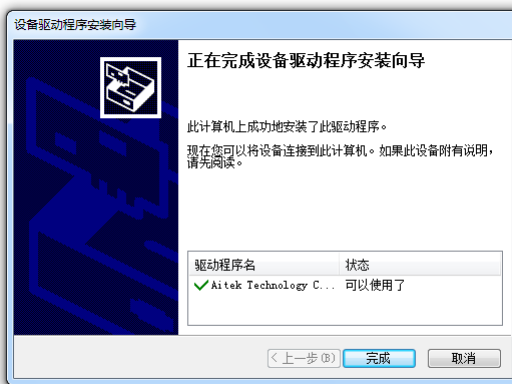 设备驱动程序安装向导
正在完成设备驱动程序安装向导
此计算机上成功地安装了此驱动程序。
现在您可以将设备连接到此计算机。如果此设备附有说明，
请先阅读。
驱动程序名 状态
Aitek Technology C... 可以使用了
< 上一步(B) 完成 取消